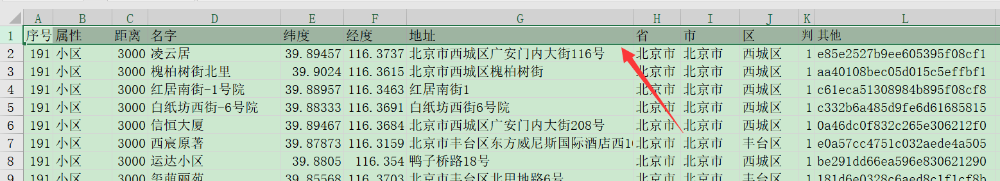 A B C D E F G H I J K L
1 序号 属性 距离 名字 纬度 经度 地址 省 市 区 判 其他
2 191 小区 3000 凌云居 39.89457 116.3737 北京市西城区广安门内大街116号 北京市 北京市 西城区 1 e85e2527b9ee605395f08cf1
3 191 小区 3000 槐柏树街北里 39.9024 116.3615 北京市西城区槐柏树街 北京市 北京市 西城区 1 aa40108bec05d015c5effbf1
4 191 小区 3000 红居南街-1号院 39.88957 116.3463 红居南街1 北京市 北京市 西城区 1 c61eca51308984b895f08cf8
5 191 小区 3000 白纸坊西街-6号院 39.88333 116.3691 白纸坊西街6号院 北京市 北京市 西城区 1 c332b6a485d9fe6d61685815
6 191 小区 3000 信恒大厦 39.89467 116.3684 北京市西城区广安门内大街208号 北京市 北京市 西城区 1 0a46dc0f832c265e306212f0
7 191 小区 3000 西宸原著 39.87873 116.3159 北京市丰台区东方威尼斯国际酒店西1 北京市 北京市 丰台区 1 e0a57cc4751c032aede4a505
8 191 小区 3000 运达小区 39.8805 116.354 鸭子桥路18号 北京市 北京市 西城区 1 be291dd66ea596e830621290
9 191 小区 3000 玺萌丽苑 39.85568 116.3703 北京市丰台区北甲地路6号 北京市 北京市 丰台区 1 181d6e0328c6aed8c1f1cf8b